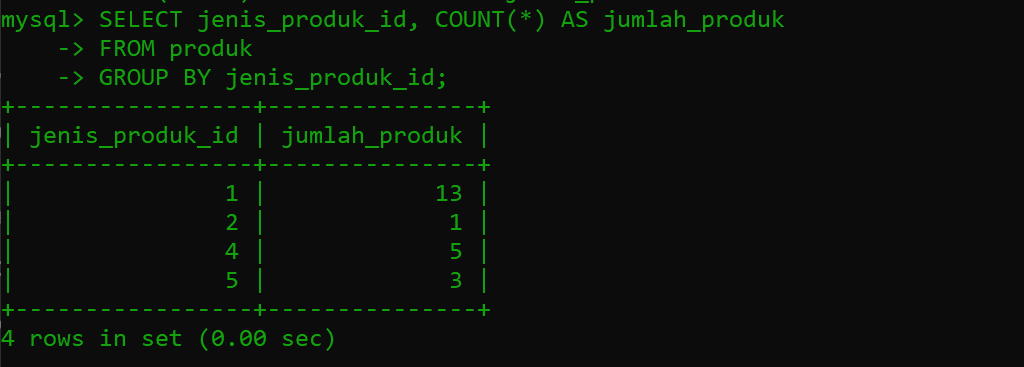 mysql> SELECT jenis_produk_id, COUNT(*) AS jumlah_produk
    -> FROM produk
    -> GROUP BY jenis_produk_id;
+-----------------+---------------+
| jenis_produk_id | jumlah_produk |
+-----------------+---------------+
|               1 |            13 |
|               2 |             1 |
|               4 |             5 |
|               5 |             3 |
+-----------------+---------------+
4 rows in set (0.00 sec)